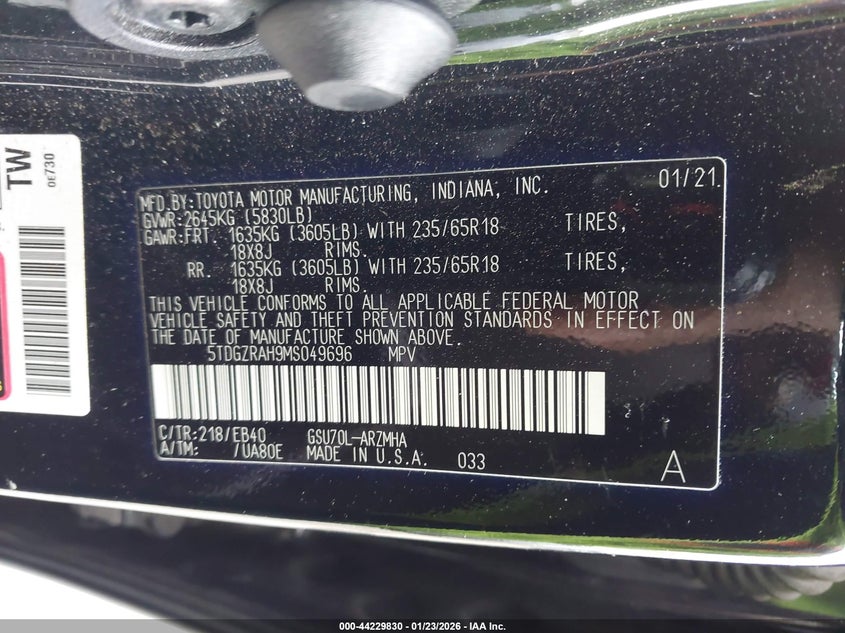 TW
0E730
MFD.BY:TOYOTA MOTOR MANUFACTURING, INDIANA, INC. 01/21
GVWR:2645KG (5830LB)
GAWR:FRT 1635KG (3605LB) WITH 235/65R18 TIRES,
18X8J RIMS.
RR 1635KG (3605LB) WITH 235/65R18 TIRES,
18X8J RIMS.
THIS VEHICLE CONFORMS TO ALL APPLICABLE FEDERAL MOTOR
VEHICLE SAFETY AND THEFT PREVENTION STANDARDS IN EFFECT ON
THE DATE OF MANUFACTURE SHOWN ABOVE.
5TDGZRAH9MS049696 MPV
C/TR:218/EB40 GSU70L-ARZMHA
A/TM: /UA80E MADE IN U.S.A. 033 A
000-44229830 - 01/23/2026 - IAA Inc.